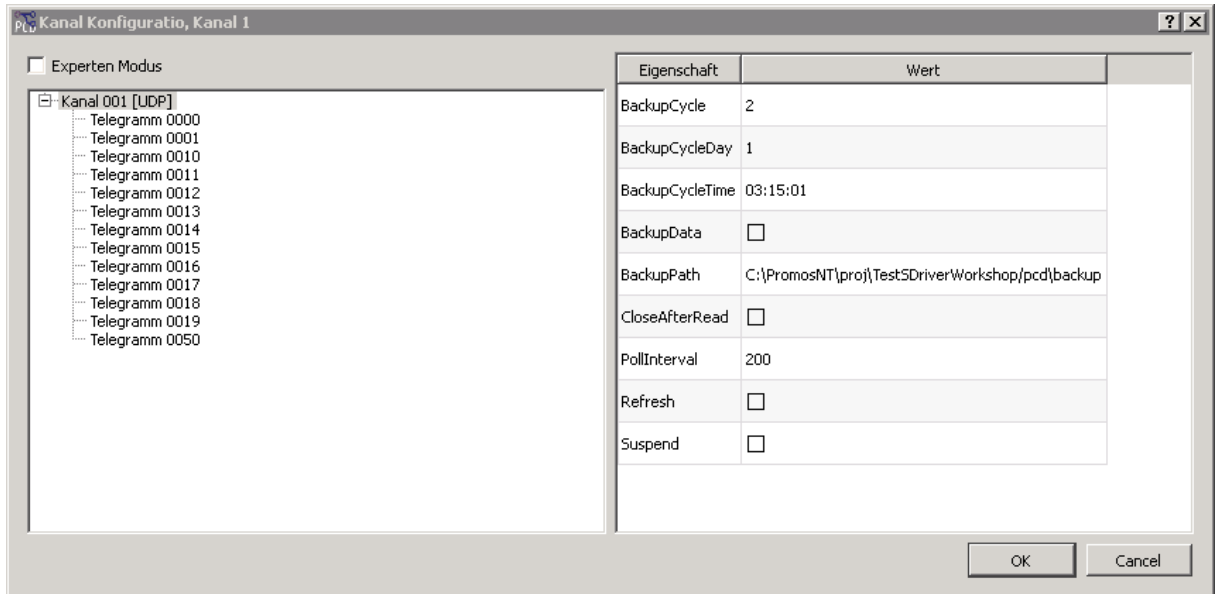 Kanal Konfiguratio, Kanal 1
Experten Modus
Kanal 001 [UDP]
Telegramm 0000
Telegramm 0001
Telegramm 0010
Telegramm 0011
Telegramm 0012
Telegramm 0013
Telegramm 0014
Telegramm 0015
Telegramm 0016
Telegramm 0017
Telegramm 0018
Telegramm 0019
Telegramm 0050
Eigenschaft Wert
BackupCycle 2
BackupCycleDay 1
BackupCycleTime 03:15:01
BackupData
BackupPath C:\PromosNT\proj\TestSDriverWorkshop/pcd\backup
CloseAfterRead
PollInterval 200
Refresh
Suspend
OK Cancel